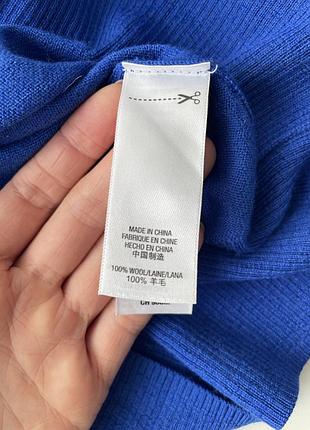 MADE IN CHINA
FABRIQUE EN CHINE
HECHO EN CHINA
中国制造
100% WOOL/LAINE/LANA
100% 羊毛